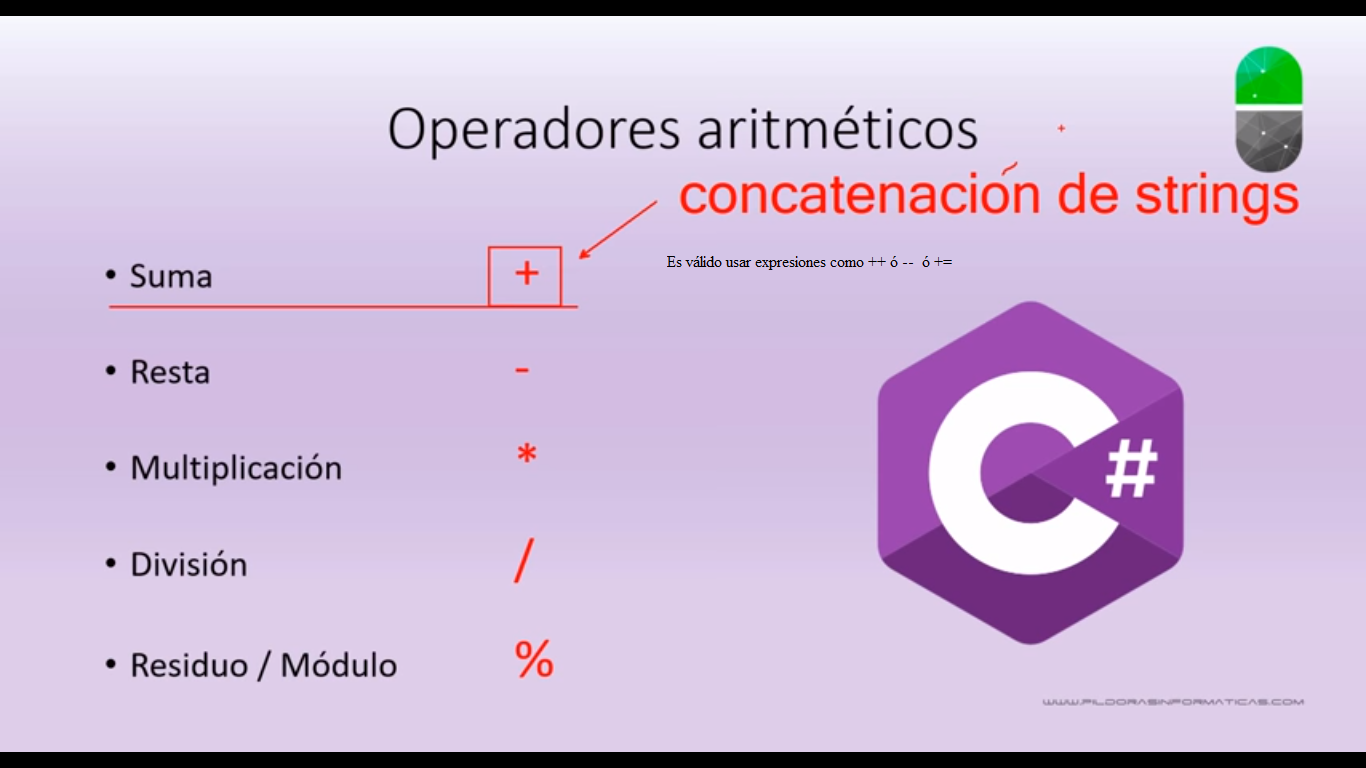 Operadores aritméticos
concatenación de strings
• Suma +
Es válido usar expresiones como ++ ó -- ó +=
• Resta -
• Multiplicación *
#
• División /
• Residuo / Módulo %
WWW.PILDORASINFORMATICAS.COM